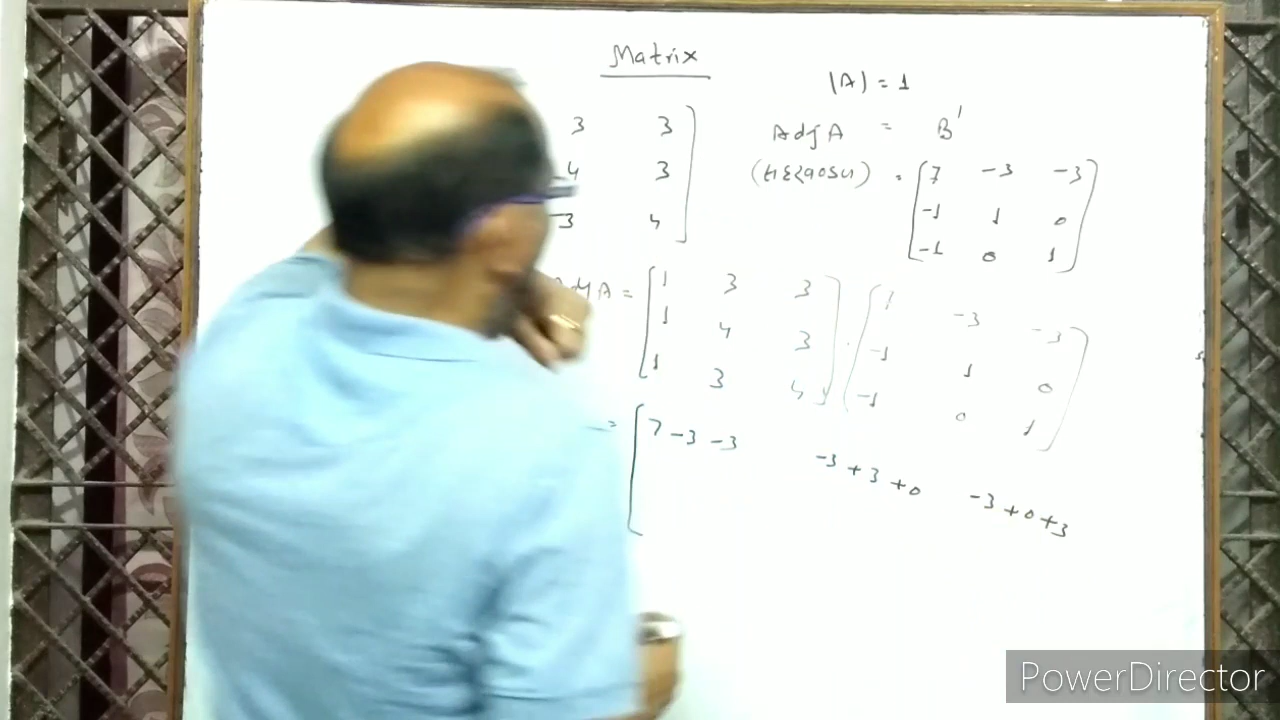 Matrix
|A| = 1
3 3
4 3
3 4
Adj A = B'
= [ 7 -3 -3
-1 1 0
-1 0 1 ]
Adj A = [ 1 3 3
1 4 3
1 3 4 ] . [ 1 -3 -3
-1 1 0
-1 0 1 ]
= [ 7 -3 -3 -3 + 3 + 0 -3 + 0 + 3
PowerDirector